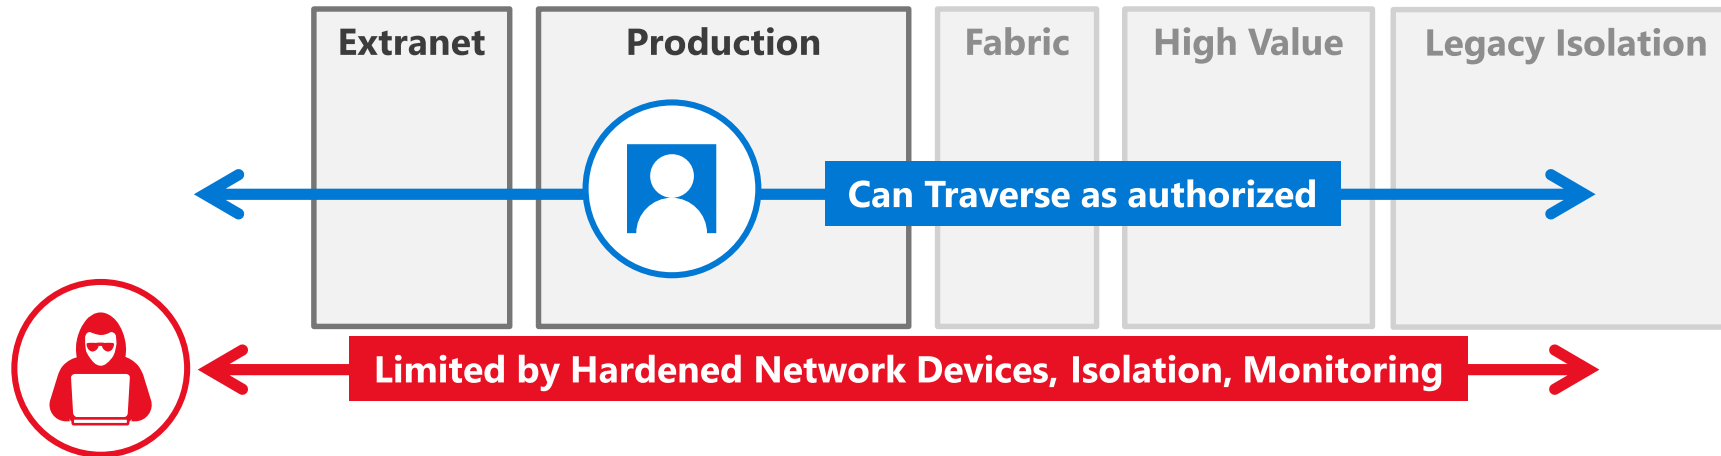 Extranet
Production
Fabric
High Value
Legacy Isolation
Can Traverse as authorized
Limited by Hardened Network Devices, Isolation, Monitoring